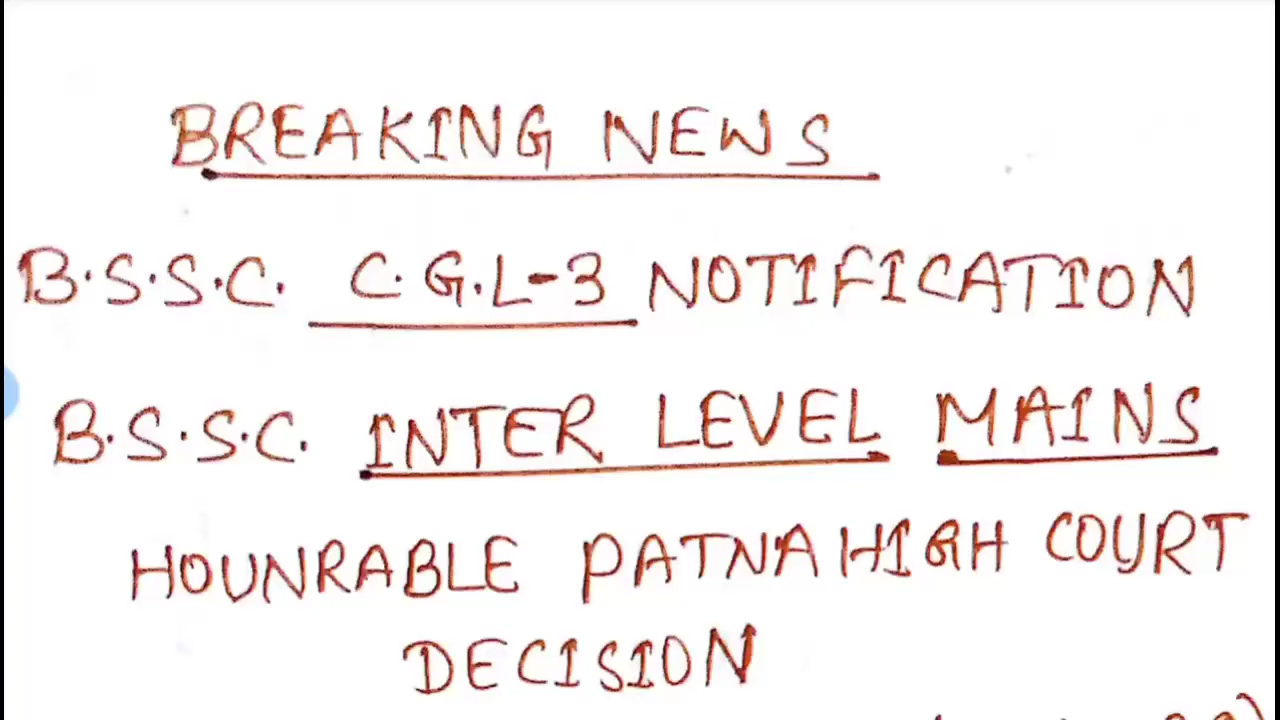 BREAKING NEWS
B.S.S.C. C.G.L-3 NOTIFICATION
B.S.S.C. INTER LEVEL MAINS
HOUNRABLE PATNA HIGH COURT
DECISION